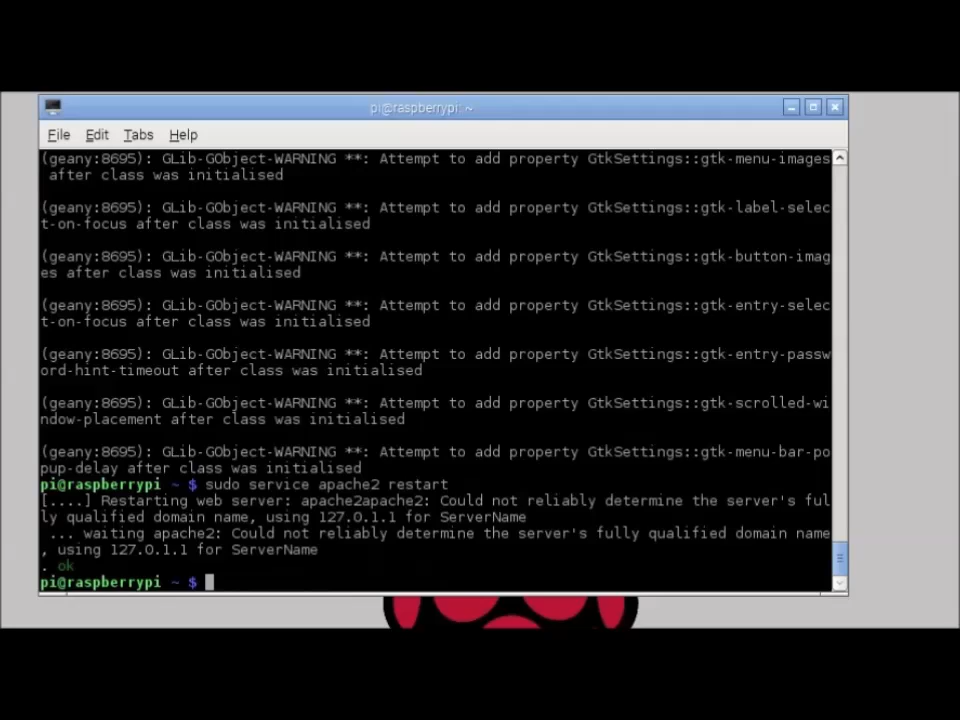 pi@raspberrypi: ~
File Edit Tabs Help
(geany:8695): GLib-GObject-WARNING **: Attempt to add property GtkSettings::gtk-menu-images
after class was initialised
(geany:8695): GLib-GObject-WARNING **: Attempt to add property GtkSettings::gtk-label-selec
t-on-focus after class was initialised
(geany:8695): GLib-GObject-WARNING **: Attempt to add property GtkSettings::gtk-button-imag
es after class was initialised
(geany:8695): GLib-GObject-WARNING **: Attempt to add property GtkSettings::gtk-entry-selec
t-on-focus after class was initialised
(geany:8695): GLib-GObject-WARNING **: Attempt to add property GtkSettings::gtk-entry-passw
ord-hint-timeout after class was initialised
(geany:8695): GLib-GObject-WARNING **: Attempt to add property GtkSettings::gtk-scrolled-wi
ndow-placement after class was initialised
(geany:8695): GLib-GObject-WARNING **: Attempt to add property GtkSettings::gtk-menu-bar-po
pup-delay after class was initialised
pi@raspberrypi ~ $ sudo service apache2 restart
[....] Restarting web server: apache2apache2: Could not reliably determine the server's ful
ly qualified domain name, using 127.0.1.1 for ServerName
... waiting apache2: Could not reliably determine the server's fully qualified domain name
, using 127.0.1.1 for ServerName
. ok
pi@raspberrypi ~ $